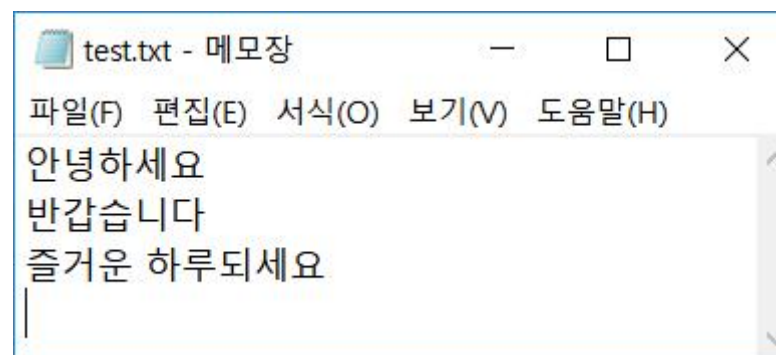 test.txt - 메모장
파일(F) 편집(E) 서식(O) 보기(V) 도움말(H)
안녕하세요
반갑습니다
즐거운 하루되세요